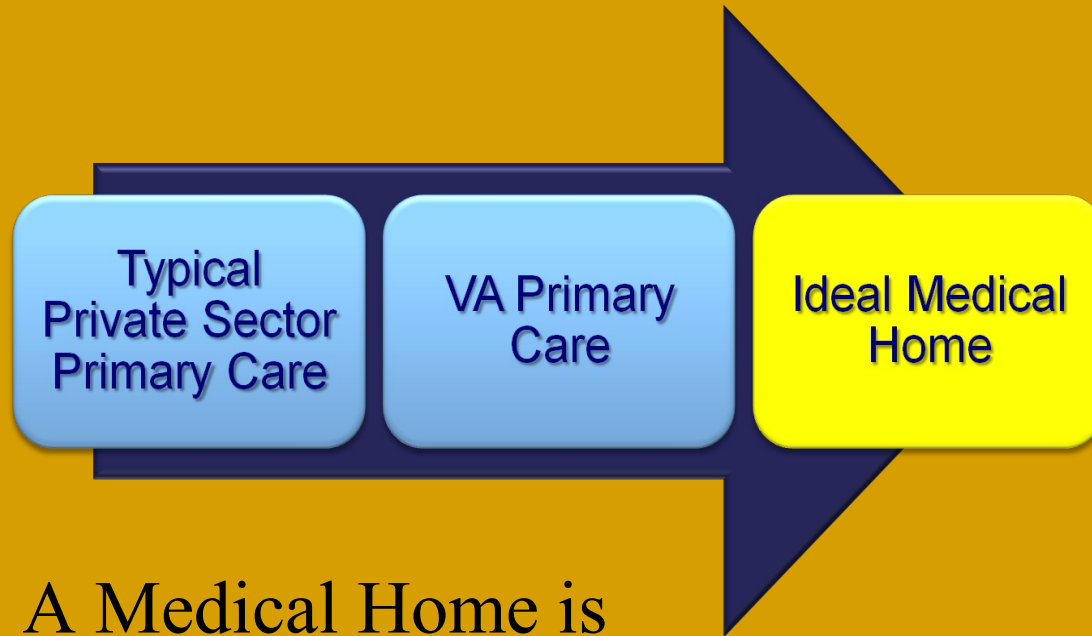 Typical
Private Sector
Primary Care
VA Primary
Care
Ideal Medical
Home
A Medical Home is